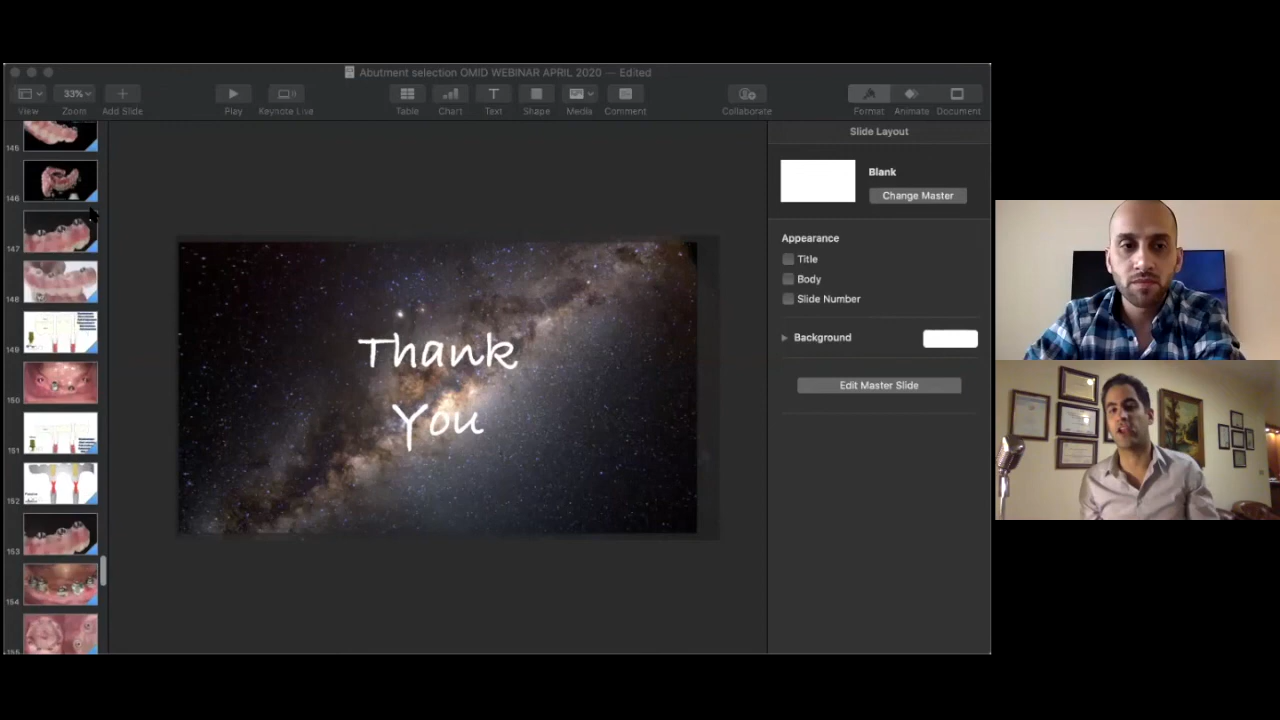 Abutment selection OMID WEBINAR APRIL 2020 — Edited
33%
View
Zoom
Add Slide
Play
Keynote Live
Table
Chart
Text
Shape
Media
Comment
Collaborate
Format
Animate
Document
145
146
147
148
149
150
151
152
153
154
Thank
You
Slide Layout
Blank
Change Master
Appearance
Title
Body
Slide Number
Background
Edit Master Slide